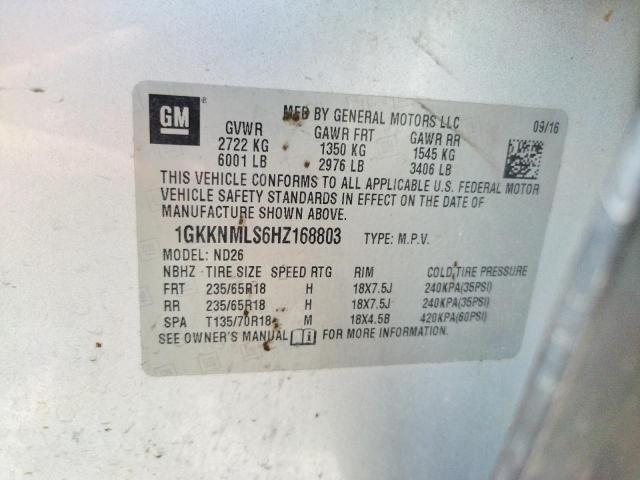 GM ®
MFD BY GENERAL MOTORS LLC 09/16
GVWR GAWR FRT GAWR RR
2722 KG 1350 KG 1545 KG
6001 LB 2976 LB 3406 LB
THIS VEHICLE CONFORMS TO ALL APPLICABLE U.S. FEDERAL MOTOR
VEHICLE SAFETY STANDARDS IN EFFECT ON THE DATE OF
MANUFACTURE SHOWN ABOVE.
1GKKNMLS6HZ168803 TYPE: M.P.V.
MODEL: ND26
NBHZ TIRE SIZE SPEED RTG RIM COLD TIRE PRESSURE
FRT 235/65R18 H 18X7.5J 240KPA(35PSI)
RR 235/65R18 H 18X7.5J 240KPA(35PSI)
SPA T135/70R18 M 18X4.5B 420KPA(60PSI)
SEE OWNER'S MANUAL FOR MORE INFORMATION.